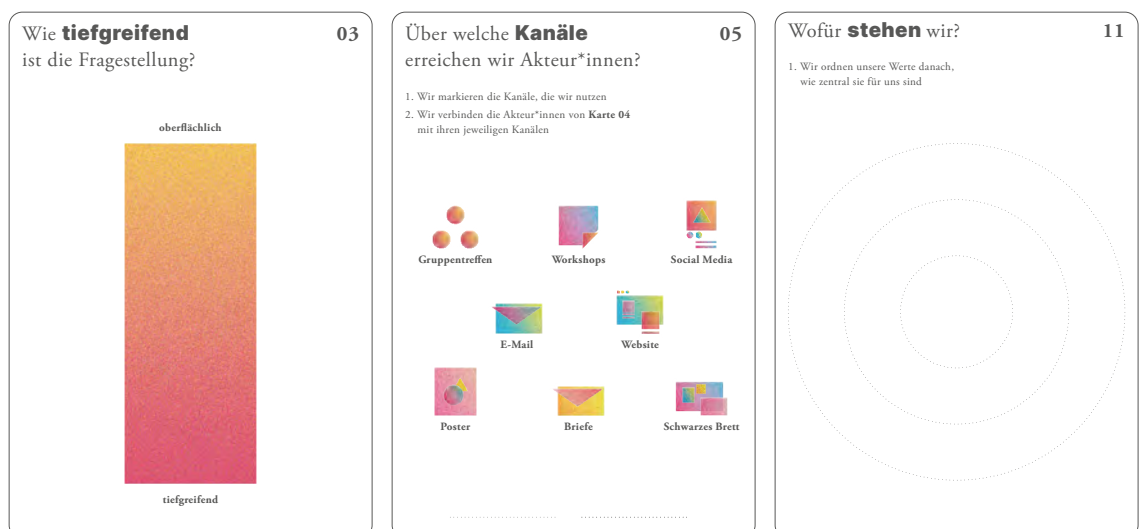 Wie tiefgreifend
ist die Fragestellung?
03
oberflächlich
tiefgreifend
Über welche Kanäle
erreichen wir Akteur*innen?
05
1. Wir markieren die Kanäle, die wir nutzen
2. Wir verbinden die Akteur*innen von Karte 04
mit ihren jeweiligen Kanälen
Gruppentreffen
Workshops
Social Media
E-Mail
Website
Poster
Briefe
Schwarzes Brett
Wofür stehen wir?
11
1. Wir ordnen unsere Werte danach,
wie zentral sie für uns sind